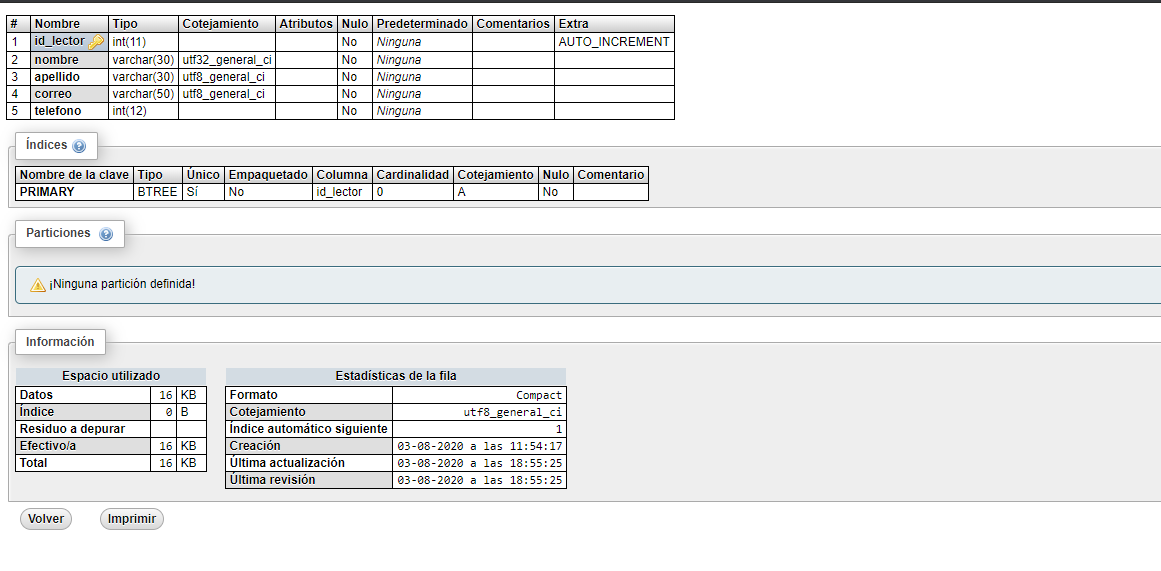 # Nombre Tipo Cotejamiento Atributos Nulo Predeterminado Comentarios Extra
1 id_lector int(11) No Ninguna AUTO_INCREMENT
2 nombre varchar(30) utf32_general_ci No Ninguna
3 apellido varchar(30) utf8_general_ci No Ninguna
4 correo varchar(50) utf8_general_ci No Ninguna
5 telefono int(12) No Ninguna
Índices
Nombre de la clave Tipo Único Empaquetado Columna Cardinalidad Cotejamiento Nulo Comentario
PRIMARY BTREE Sí No id_lector 0 A No
Particiones
¡Ninguna partición definida!
Información
Espacio utilizado
Datos 16 KB
Índice 0 B
Residuo a depurar
Efectivo/a 16 KB
Total 16 KB
Estadísticas de la fila
Formato Compact
Cotejamiento utf8_general_ci
Índice automático siguiente 1
Creación 03-08-2020 a las 11:54:17
Última actualización 03-08-2020 a las 18:55:25
Última revisión 03-08-2020 a las 18:55:25
Volver Imprimir